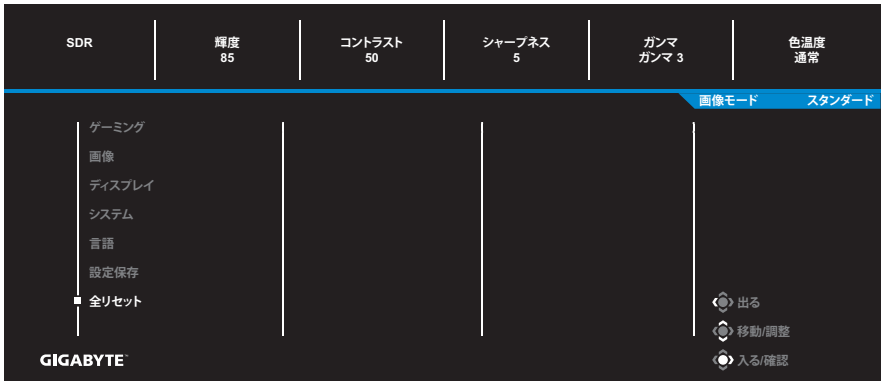 SDR
輝度
85
コントラスト
50
シャープネス
5
ガンマ
ガンマ 3
色温度
通常
画像モード スタンダード
ゲーミング
画像
ディスプレイ
システム
言語
設定保存
全リセット
出る
移動/調整
入る/確認
GIGABYTE™